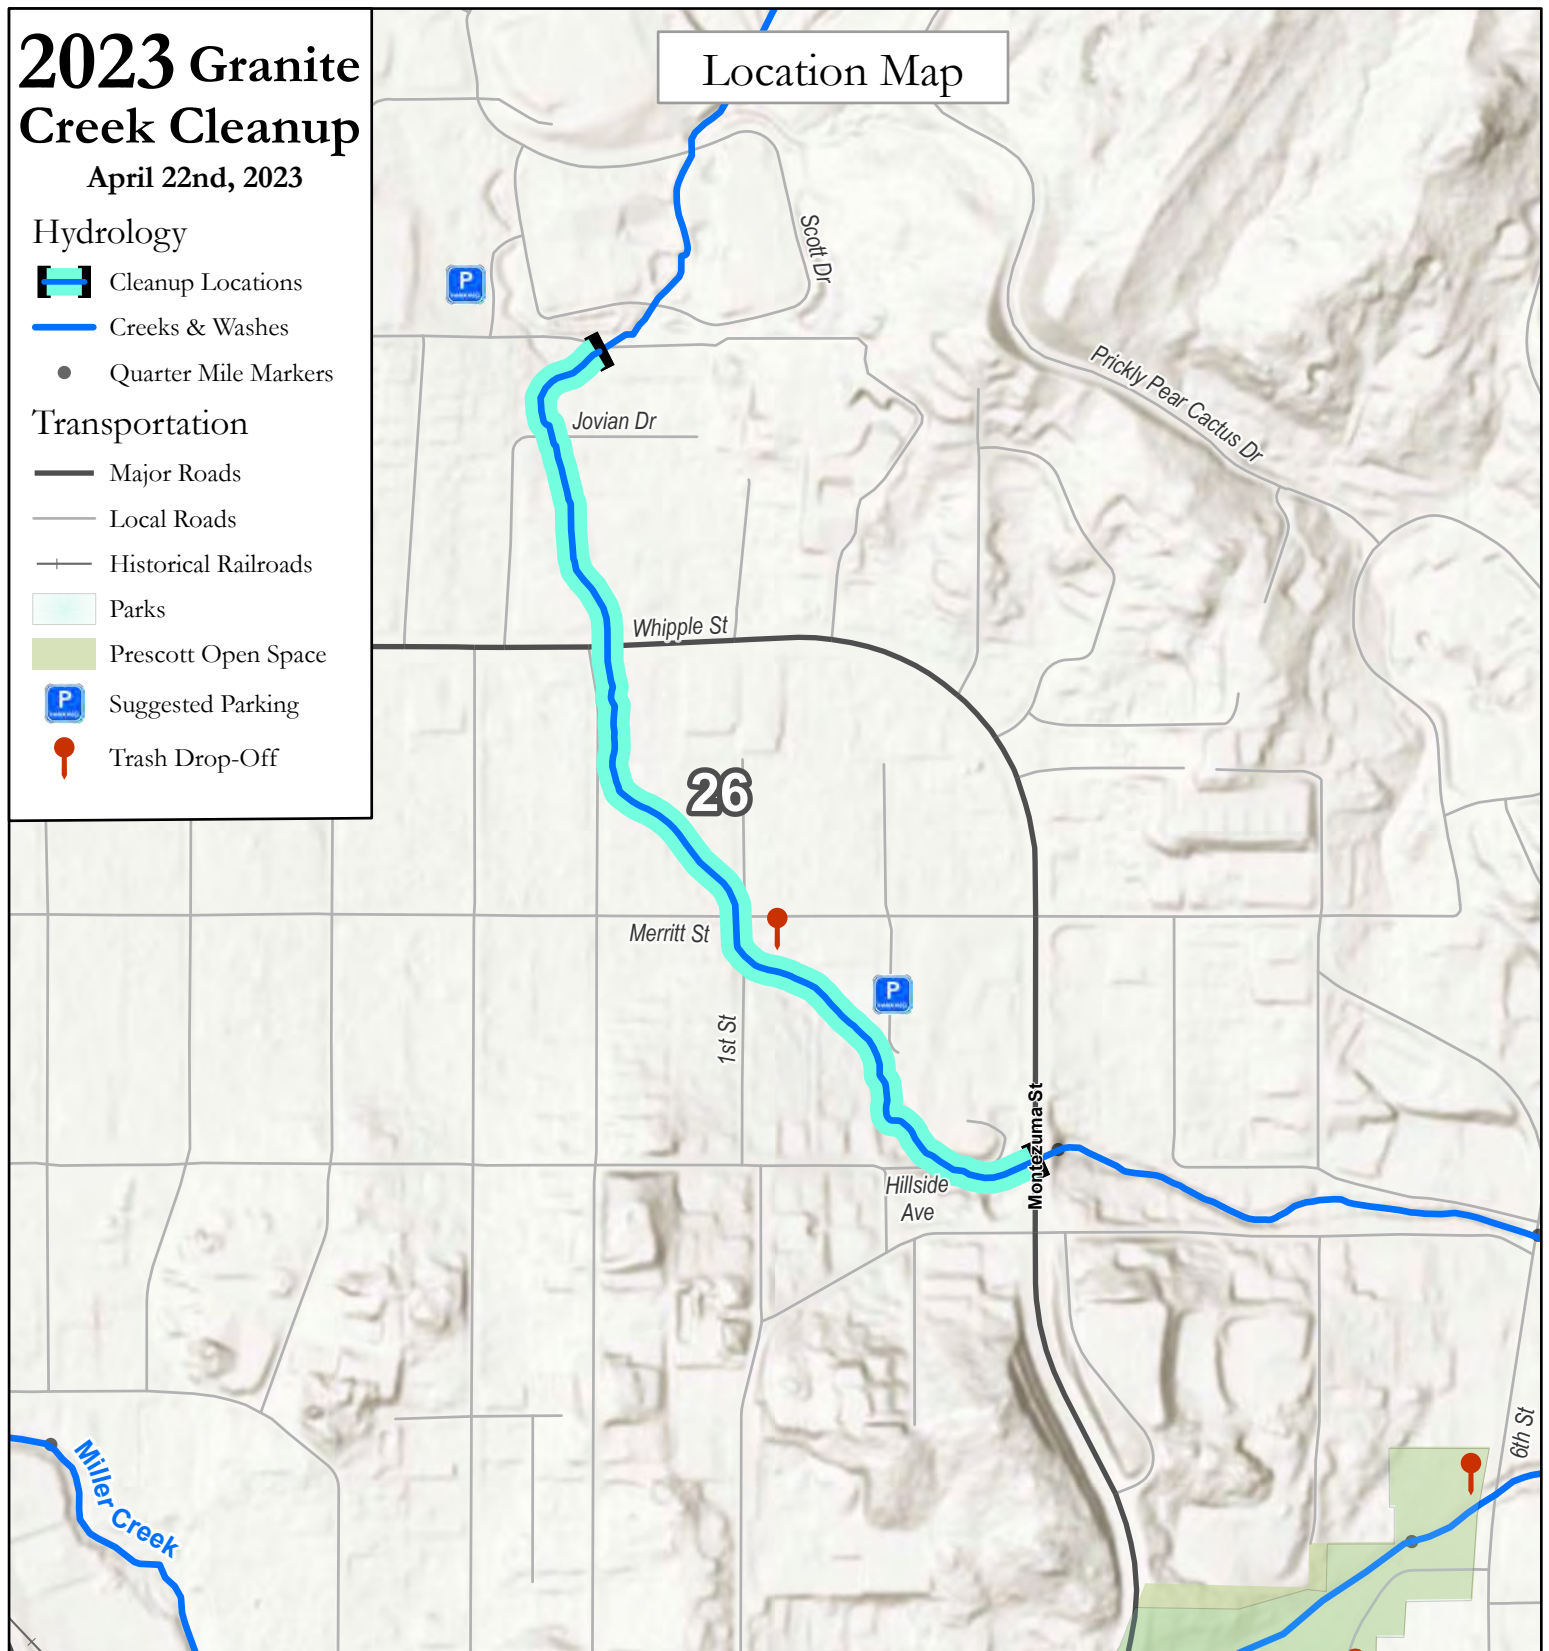 2023 Granite
Creek Cleanup
April 22nd, 2023
Hydrology
Cleanup Locations
Creeks & Washes
Quarter Mile Markers
Transportation
Major Roads
Local Roads
Historical Railroads
Parks
Prescott Open Space
P
Suggested Parking
Trash Drop-Off
Location Map
Scott Dr
P
Prickly Pear Cactus Dr
Jovian Dr
Whipple St
26
Merritt St
P
1st St
Montezuma St
Hillside
Ave
6th St
Miller Creek